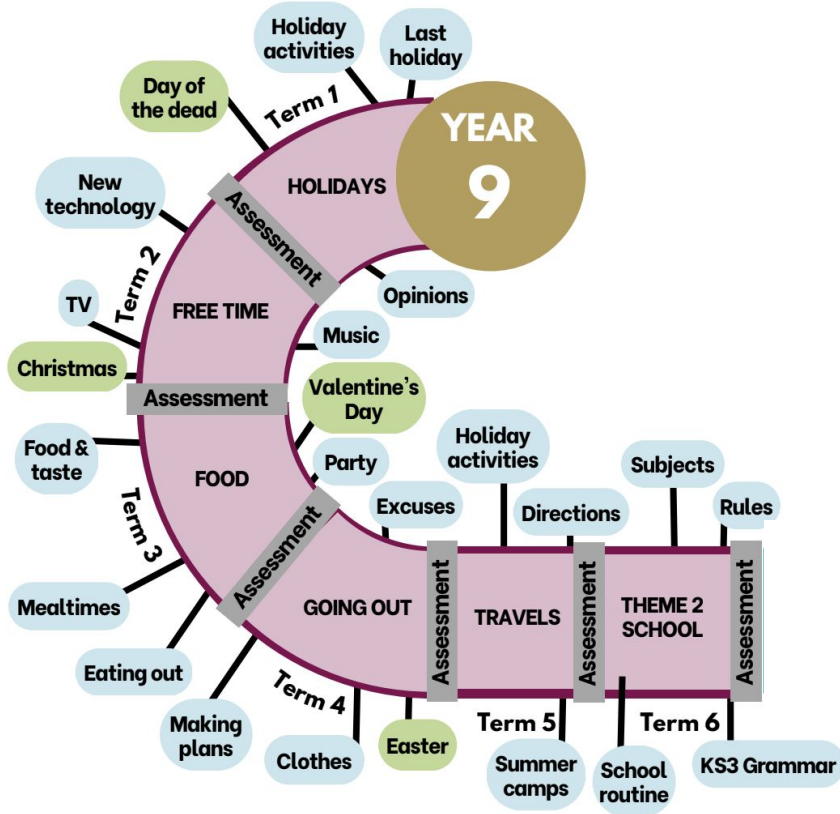 YEAR
9
Last
holiday
Holiday
activities
Term 1
Day of
the dead
HOLIDAYS
Opinions
Assessment
New
technology
Term 2
FREE TIME
TV
Music
Christmas
Assessment
Valentine's
Day
Food &
taste
FOOD
Party
Term 3
Mealtimes
Eating out
Assessment
Excuses
GOING OUT
Making
plans
Term 4
Clothes
Easter
Assessment
Holiday
activities
Directions
TRAVELS
Term 5
Summer
camps
Assessment
Subjects
Rules
THEME 2
SCHOOL
Term 6
School
routine
KS3 Grammar
Assessment